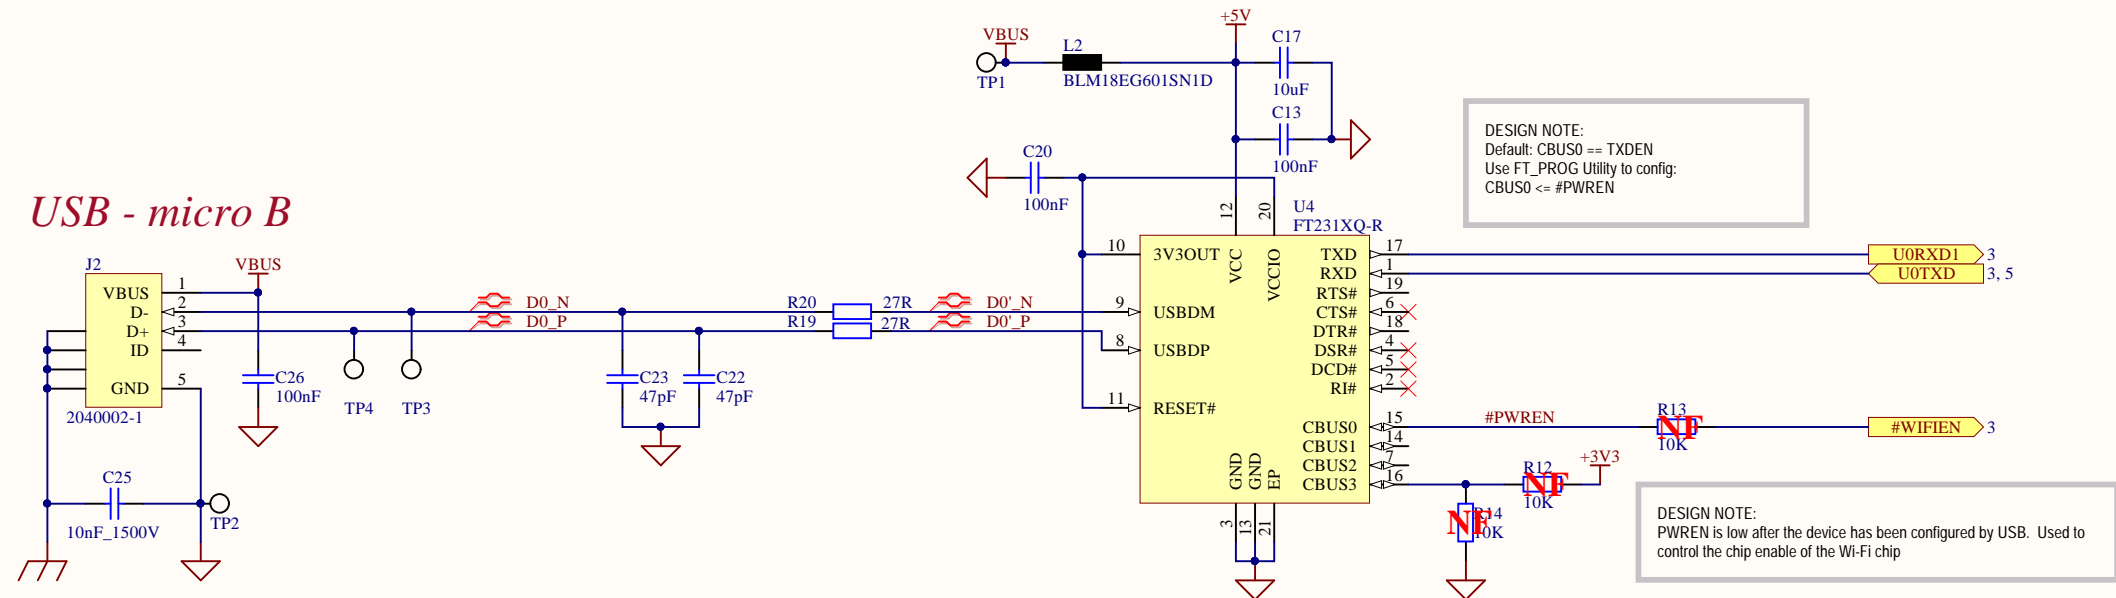 +5V
VBUS
L2
C17
TP1
BLM18EG601SN1D
10uF
C13
100nF
DESIGN NOTE:
Default: CBUS0 == TXDEN
Use FT_PROG Utility to config:
CBUS0 <= #PWREN
C20
100nF
USB - micro B
12
20
U4
FT231XQ-R
J2
VBUS
VBUS 1
D- 2
D+ 3
ID 4
GND 5
2040002-1
C26
100nF
TP4
TP3
D0_N
D0_P
C23
47pF
C22
47pF
R20 27R
R19 27R
D0'_N
D0'_P
10 3V3OUT
9 USBDM
8 USBDP
11 RESET#
VCC
VCCIO
TXD 17
RXD 1
RTS# 19
CTS# 6
DTR# 18
DSR# 4
DCD# 5
RI# 2
CBUS0 15
CBUS1 14
CBUS2 7
CBUS3 16
GND
GND
EP
3
13
21
U0RXD1 3
U0TXD 3, 5
#PWREN
R13
NF
10K
#WIFIEN 3
+3V3
R12
NF
10K
R14
NF
10K
C25
10nF_1500V
TP2
DESIGN NOTE:
PWREN is low after the device has been configured by USB. Used to
control the chip enable of the Wi-Fi chip